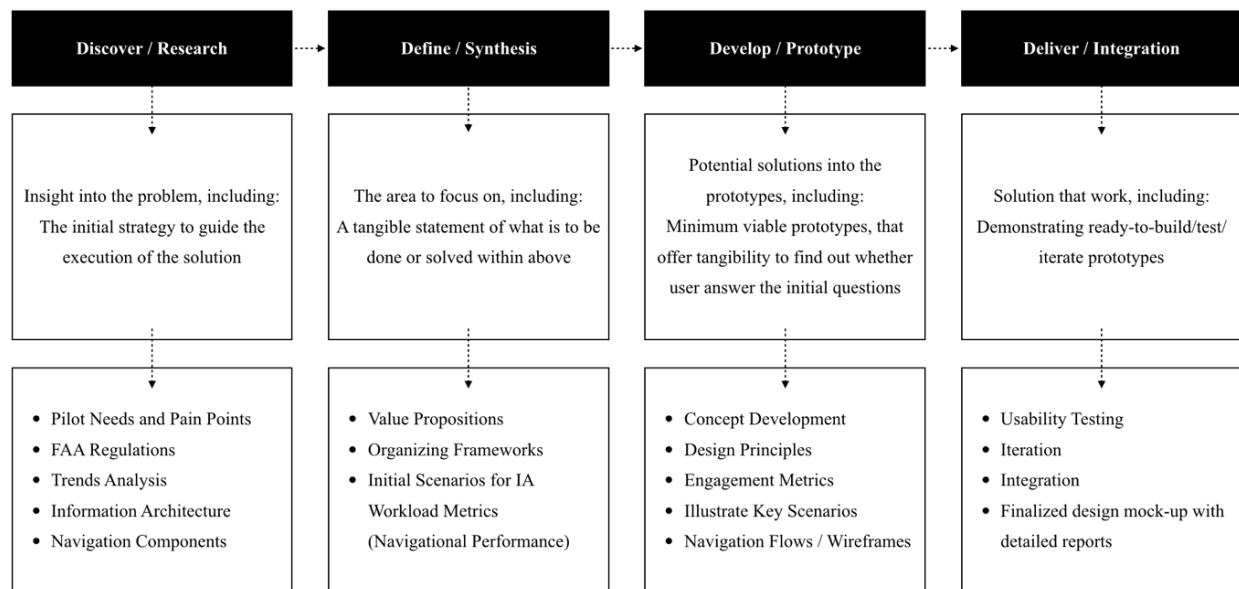 Discover / Research
Define / Synthesis
Develop / Prototype
Deliver / Integration
Insight into the problem, including:
The initial strategy to guide the
execution of the solution
The area to focus on, including:
A tangible statement of what is to be
done or solved within above
Potential solutions into the
prototypes, including:
Minimum viable prototypes, that
offer tangibility to find out whether
user answer the initial questions
Solution that work, including:
Demonstrating ready-to-build/test/
iterate prototypes
• Pilot Needs and Pain Points
• FAA Regulations
• Trends Analysis
• Information Architecture
• Navigation Components
• Value Propositions
• Organizing Frameworks
• Initial Scenarios for IA
Workload Metrics
(Navigational Performance)
• Concept Development
• Design Principles
• Engagement Metrics
• Illustrate Key Scenarios
• Navigation Flows / Wireframes
• Usability Testing
• Iteration
• Integration
• Finalized design mock-up with
detailed reports